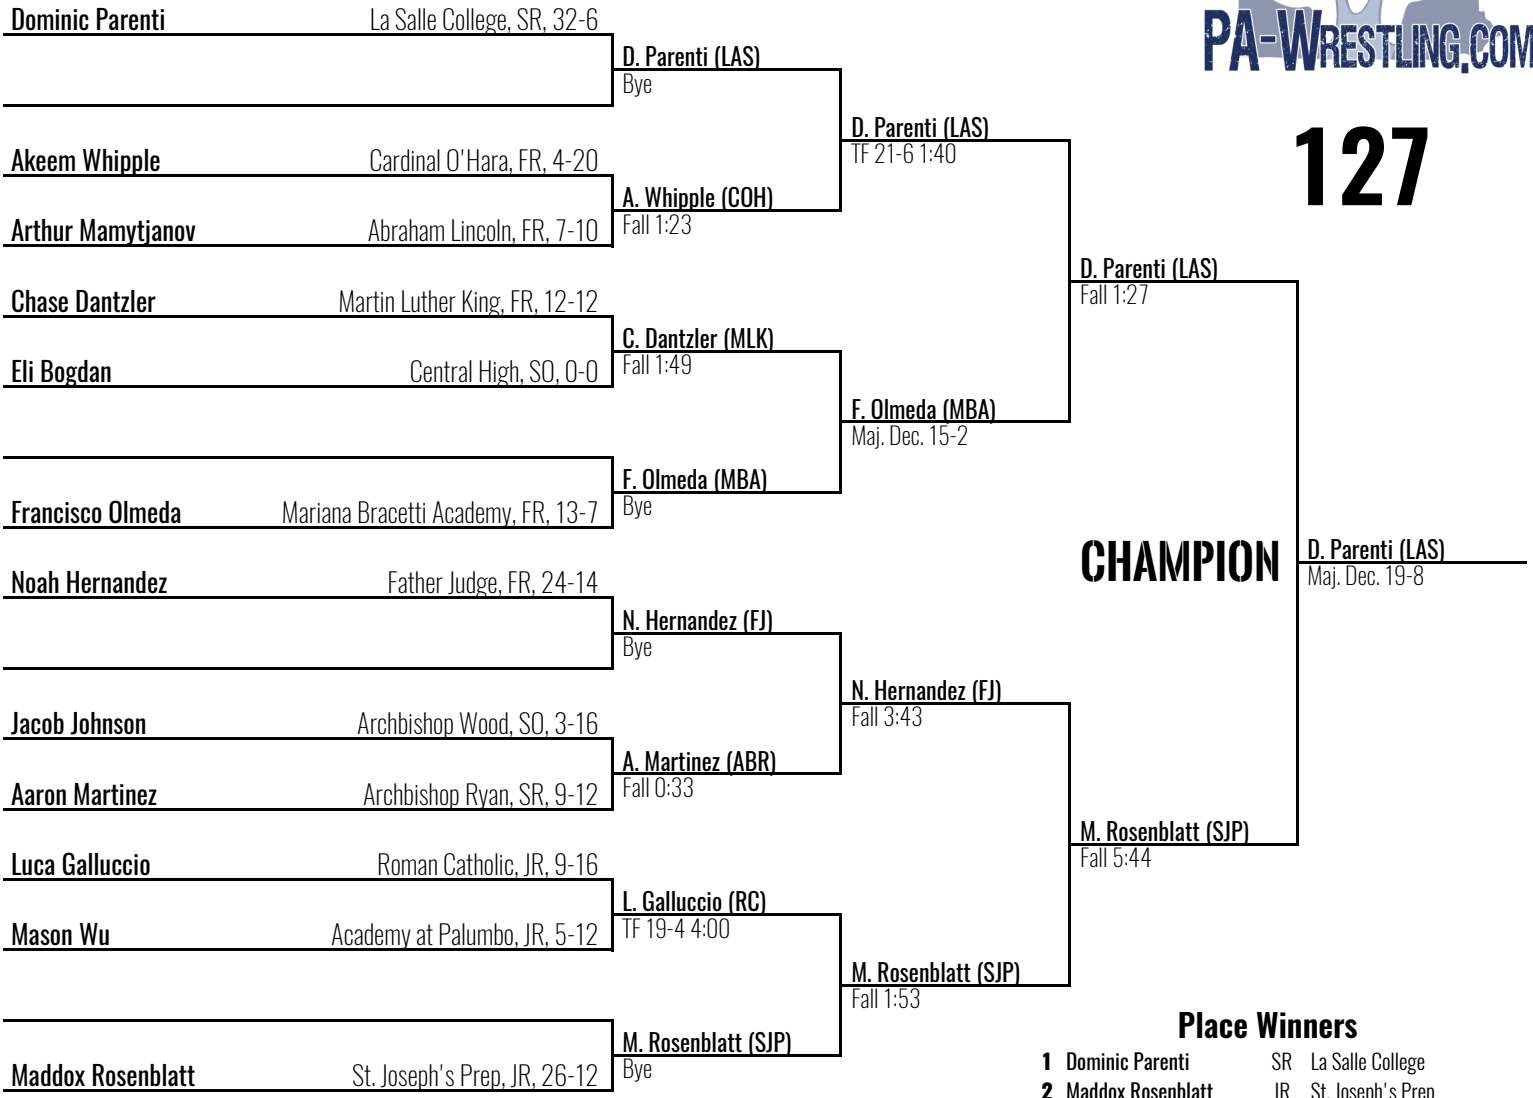 Dominic Parenti La Salle College, SR, 32-6
PA-WRESTLING.COM
D. Parenti (LAS)
Bye
127
D. Parenti (LAS)
TF 21-6 1:40
Akeem Whipple Cardinal O'Hara, FR, 4-20
A. Whipple (COH)
Fall 1:23
Arthur Mamytjanov Abraham Lincoln, FR, 7-10
D. Parenti (LAS)
Fall 1:27
Chase Dantzler Martin Luther King, FR, 12-12
C. Dantzler (MLK)
Fall 1:49
Eli Bogdan Central High, SO, 0-0
F. Olmeda (MBA)
Maj. Dec. 15-2
F. Olmeda (MBA)
Bye
Francisco Olmeda Mariana Bracetti Academy, FR, 13-7
CHAMPION
D. Parenti (LAS)
Maj. Dec. 19-8
Noah Hernandez Father Judge, FR, 24-14
N. Hernandez (FJ)
Bye
N. Hernandez (FJ)
Fall 3:43
Jacob Johnson Archbishop Wood, SO, 3-16
A. Martinez (ABR)
Fall 0:33
Aaron Martinez Archbishop Ryan, SR, 9-12
M. Rosenblatt (SJP)
Fall 5:44
Luca Galluccio Roman Catholic, JR, 9-16
L. Galluccio (RC)
TF 19-4 4:00
Mason Wu Academy at Palumbo, JR, 5-12
M. Rosenblatt (SJP)
Fall 1:53
M. Rosenblatt (SJP)
Bye
Maddox Rosenblatt St. Joseph's Prep, JR, 26-12
Place Winners
1 Dominic Parenti SR La Salle College
2 Maddox Rosenblatt JR St. Joseph's Prep